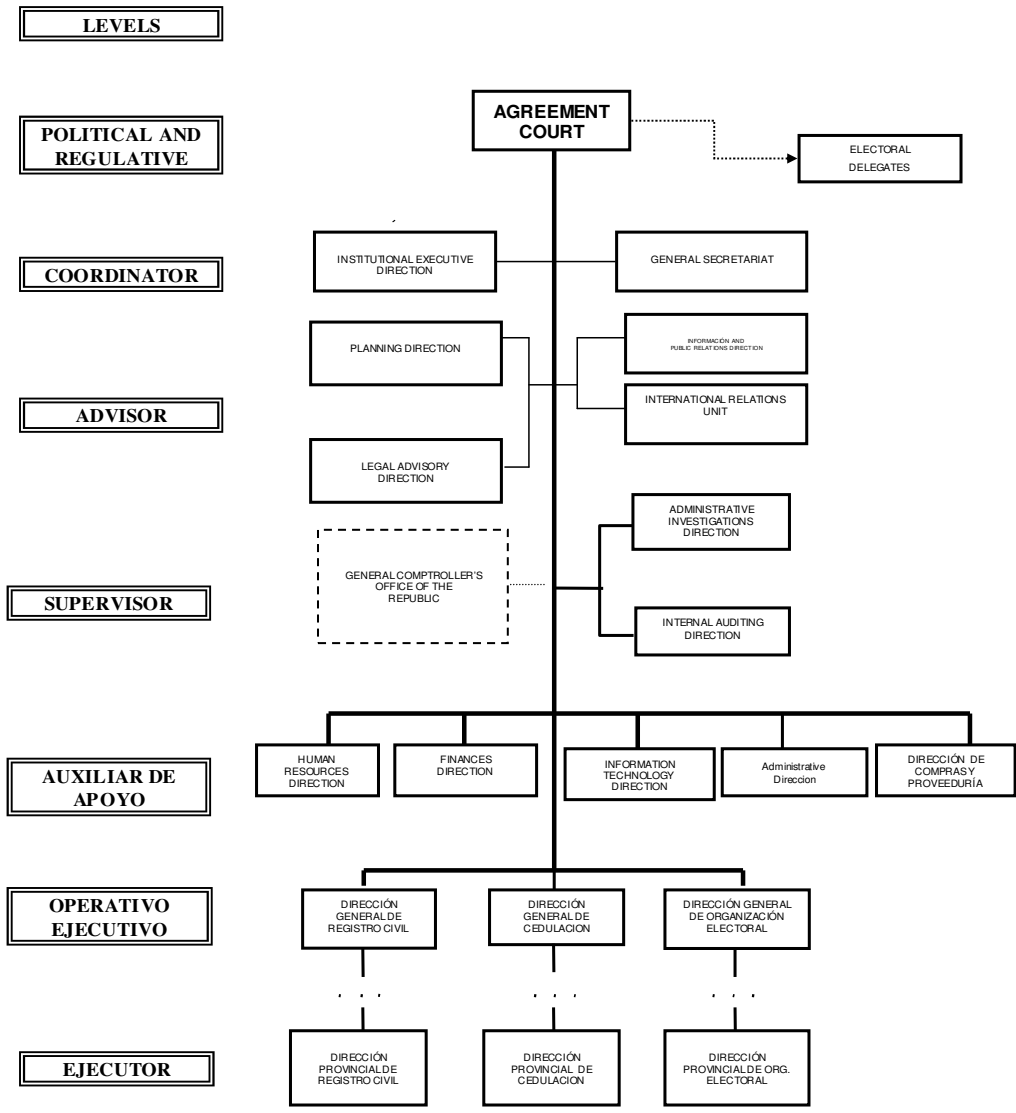 LEVELS
POLITICAL AND
REGULATIVE
AGREEMENT
COURT
ELECTORAL
DELEGATES
COORDINATOR
INSTITUTIONAL EXECUTIVE
DIRECTION
GENERAL SECRETARIAT
ADVISOR
PLANNING DIRECTION
INFORMACIÓN AND
PUBLIC RELATIONS DIRECTION
INTERNATIONAL RELATIONS
UNIT
LEGAL ADVISORY
DIRECTION
SUPERVISOR
GENERAL COMPTROLLER'S
OFFICE OF THE
REPUBLIC
ADMINISTRATIVE
INVESTIGATIONS
DIRECTION
INTERNAL AUDITING
DIRECTION
AUXILIAR DE
APOYO
HUMAN
RESOURCES
DIRECTION
FINANCES
DIRECTION
INFORMATION
TECHNOLOGY
DIRECTION
Administrative
Direccion
DIRECCIÓN DE
COMPRAS Y
PROVEEDURÍA
OPERATIVO
EJECUTIVO
DIRECCIÓN
GENERAL DE
REGISTRO CIVIL
DIRECCIÓN
GENERAL DE
CEDULACION
DIRECCIÓN GENERAL
DE ORGANIZACIÓN
ELECTORAL
EJECUTOR
DIRECCIÓN
PROVINCIAL DE
REGISTRO CIVIL
DIRECCIÓN
PROVINCIAL DE
CEDULACION
DIRECCIÓN
PROVINCIAL DE ORG.
ELECTORAL